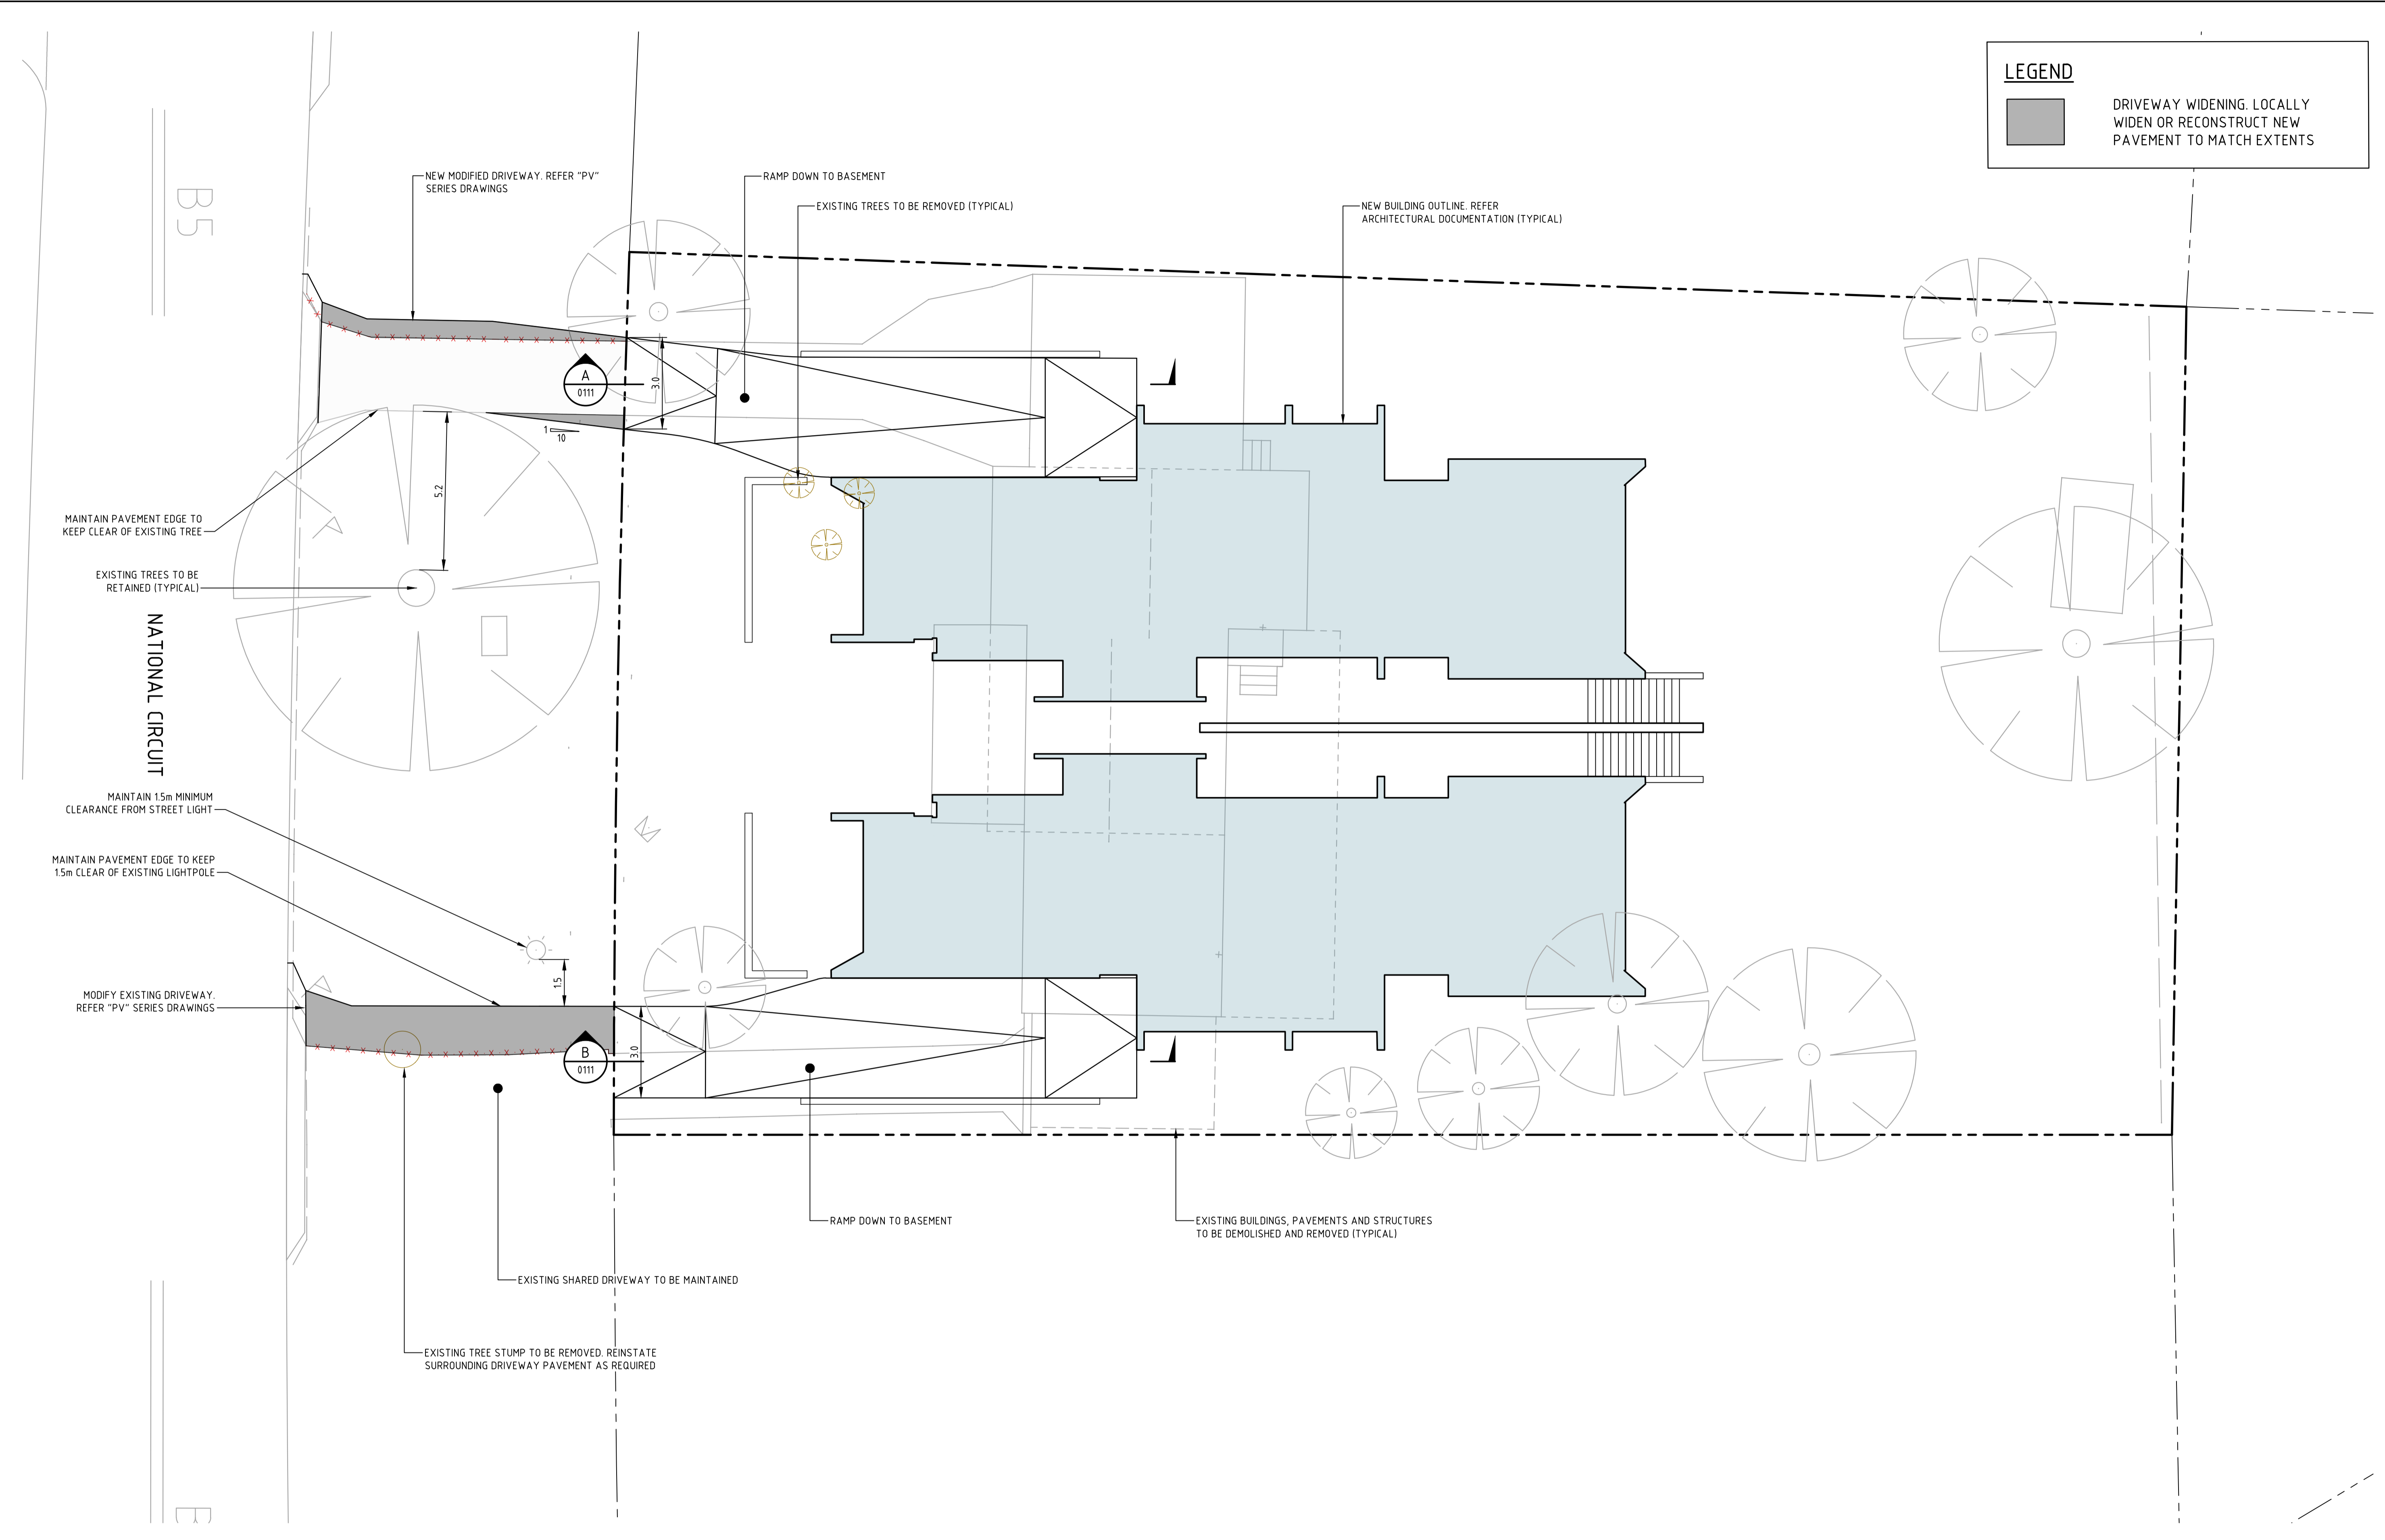 LEGEND
DRIVEWAY WIDENING. LOCALLY
WIDEN OR RECONSTRUCT NEW
PAVEMENT TO MATCH EXTENTS
NEW MODIFIED DRIVEWAY. REFER "PV"
SERIES DRAWINGS
RAMP DOWN TO BASEMENT
EXISTING TREES TO BE REMOVED (TYPICAL)
NEW BUILDING OUTLINE. REFER
ARCHITECTURAL DOCUMENTATION (TYPICAL)
B5
A
0111
3.0
1
10
5.2
MAINTAIN PAVEMENT EDGE TO
KEEP CLEAR OF EXISTING TREE
EXISTING TREES TO BE
RETAINED (TYPICAL)
NATIONAL CIRCUIT
MAINTAIN 1.5m MINIMUM
CLEARANCE FROM STREET LIGHT
MAINTAIN PAVEMENT EDGE TO KEEP
1.5m CLEAR OF EXISTING LIGHTPOLE
1.5
MODIFY EXISTING DRIVEWAY.
REFER "PV" SERIES DRAWINGS
B
0111
3.0
RAMP DOWN TO BASEMENT
EXISTING BUILDINGS, PAVEMENTS AND STRUCTURES
TO BE DEMOLISHED AND REMOVED (TYPICAL)
EXISTING SHARED DRIVEWAY TO BE MAINTAINED
EXISTING TREE STUMP TO BE REMOVED. REINSTATE
SURROUNDING DRIVEWAY PAVEMENT AS REQUIRED